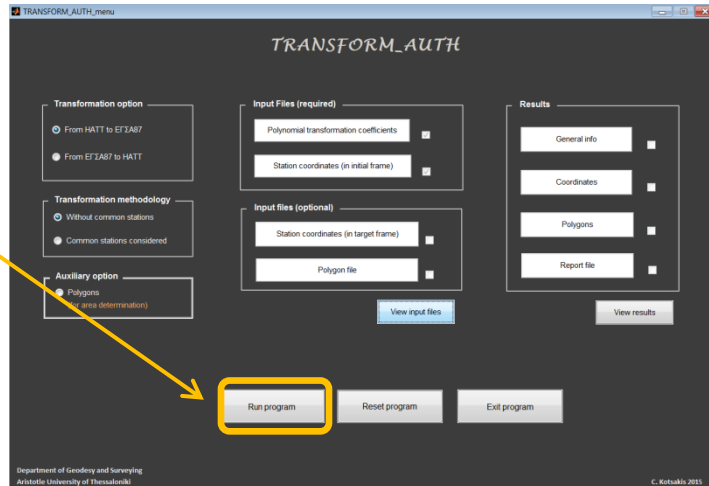 TRANSFORM_AUTH_menu
TRANSFORM_AUTH
Transformation option
From HATT to ΕΓΣΑ87
From ΕΓΣΑ87 to HATT
Transformation methodology
Without common stations
Common stations considered
Auxiliary option
Polygons
(for area determination)
Input Files (required)
Polynomial transformation coefficients
Station coordinates (in initial frame)
Input files (optional)
Station coordinates (in target frame)
Polygon file
View input files
Results
General info
Coordinates
Polygons
Report file
View results
Run program
Reset program
Exit program
Department of Geodesy and Surveying
Aristotle University of Thessaloniki
C. Kotsakis 2015